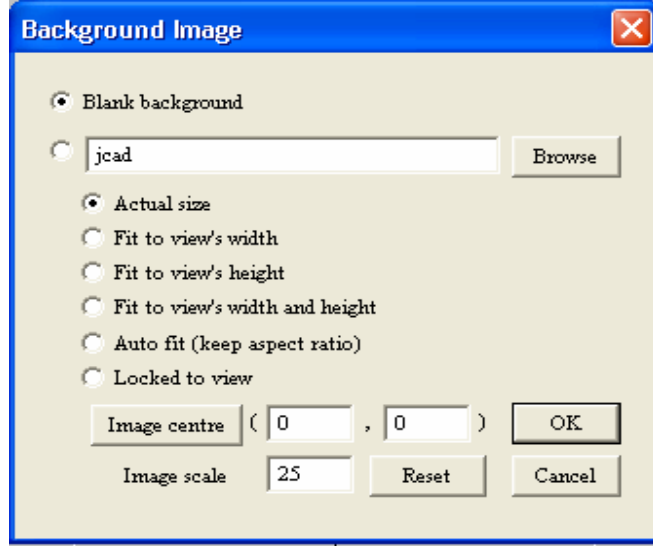 Background Image
Blank background
jcad Browse
Actual size
Fit to view's width
Fit to view's height
Fit to view's width and height
Auto fit (keep aspect ratio)
Locked to view
Image centre ( 0 , 0 ) OK
Image scale 25 Reset Cancel